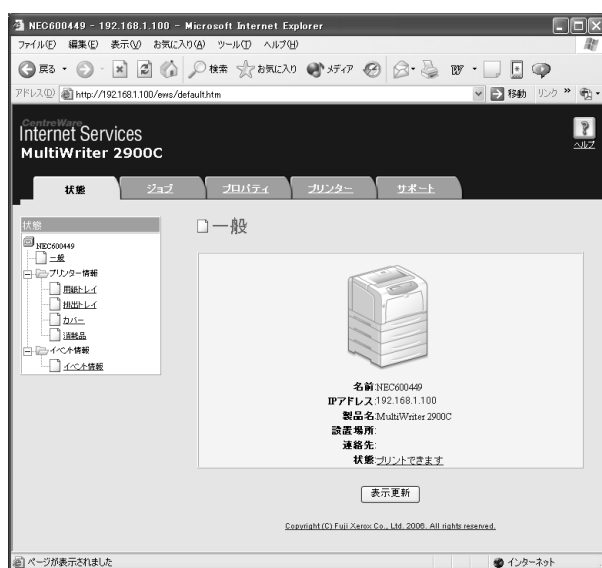 NEC600449 - 192.168.1.100 - Microsoft Internet Explorer
ファイル(F) 編集(E) 表示(V) お気に入り(A) ツール(T) ヘルプ(H)
戻る 検索 お気に入り メディア
アドレス(D) http://192.168.1.100/ews/default.htm 移動 リンク »
CentreWare
Internet Services
MultiWriter 2900C
ヘルプ
状態 ジョブ プロパティ プリンター サポート
状態
NEC600449
一般
プリンター情報
用紙トレイ
排出トレイ
カバー
消耗品
イベント情報
イベント情報
一般
名前:NEC600449
IPアドレス:192.168.1.100
製品名:MultiWriter 2900C
設置場所:
連絡先:
状態:プリントできます
表示更新
Copyright (C) Fuji Xerox Co., Ltd. 2006. All rights reserved.
ページが表示されました インターネット